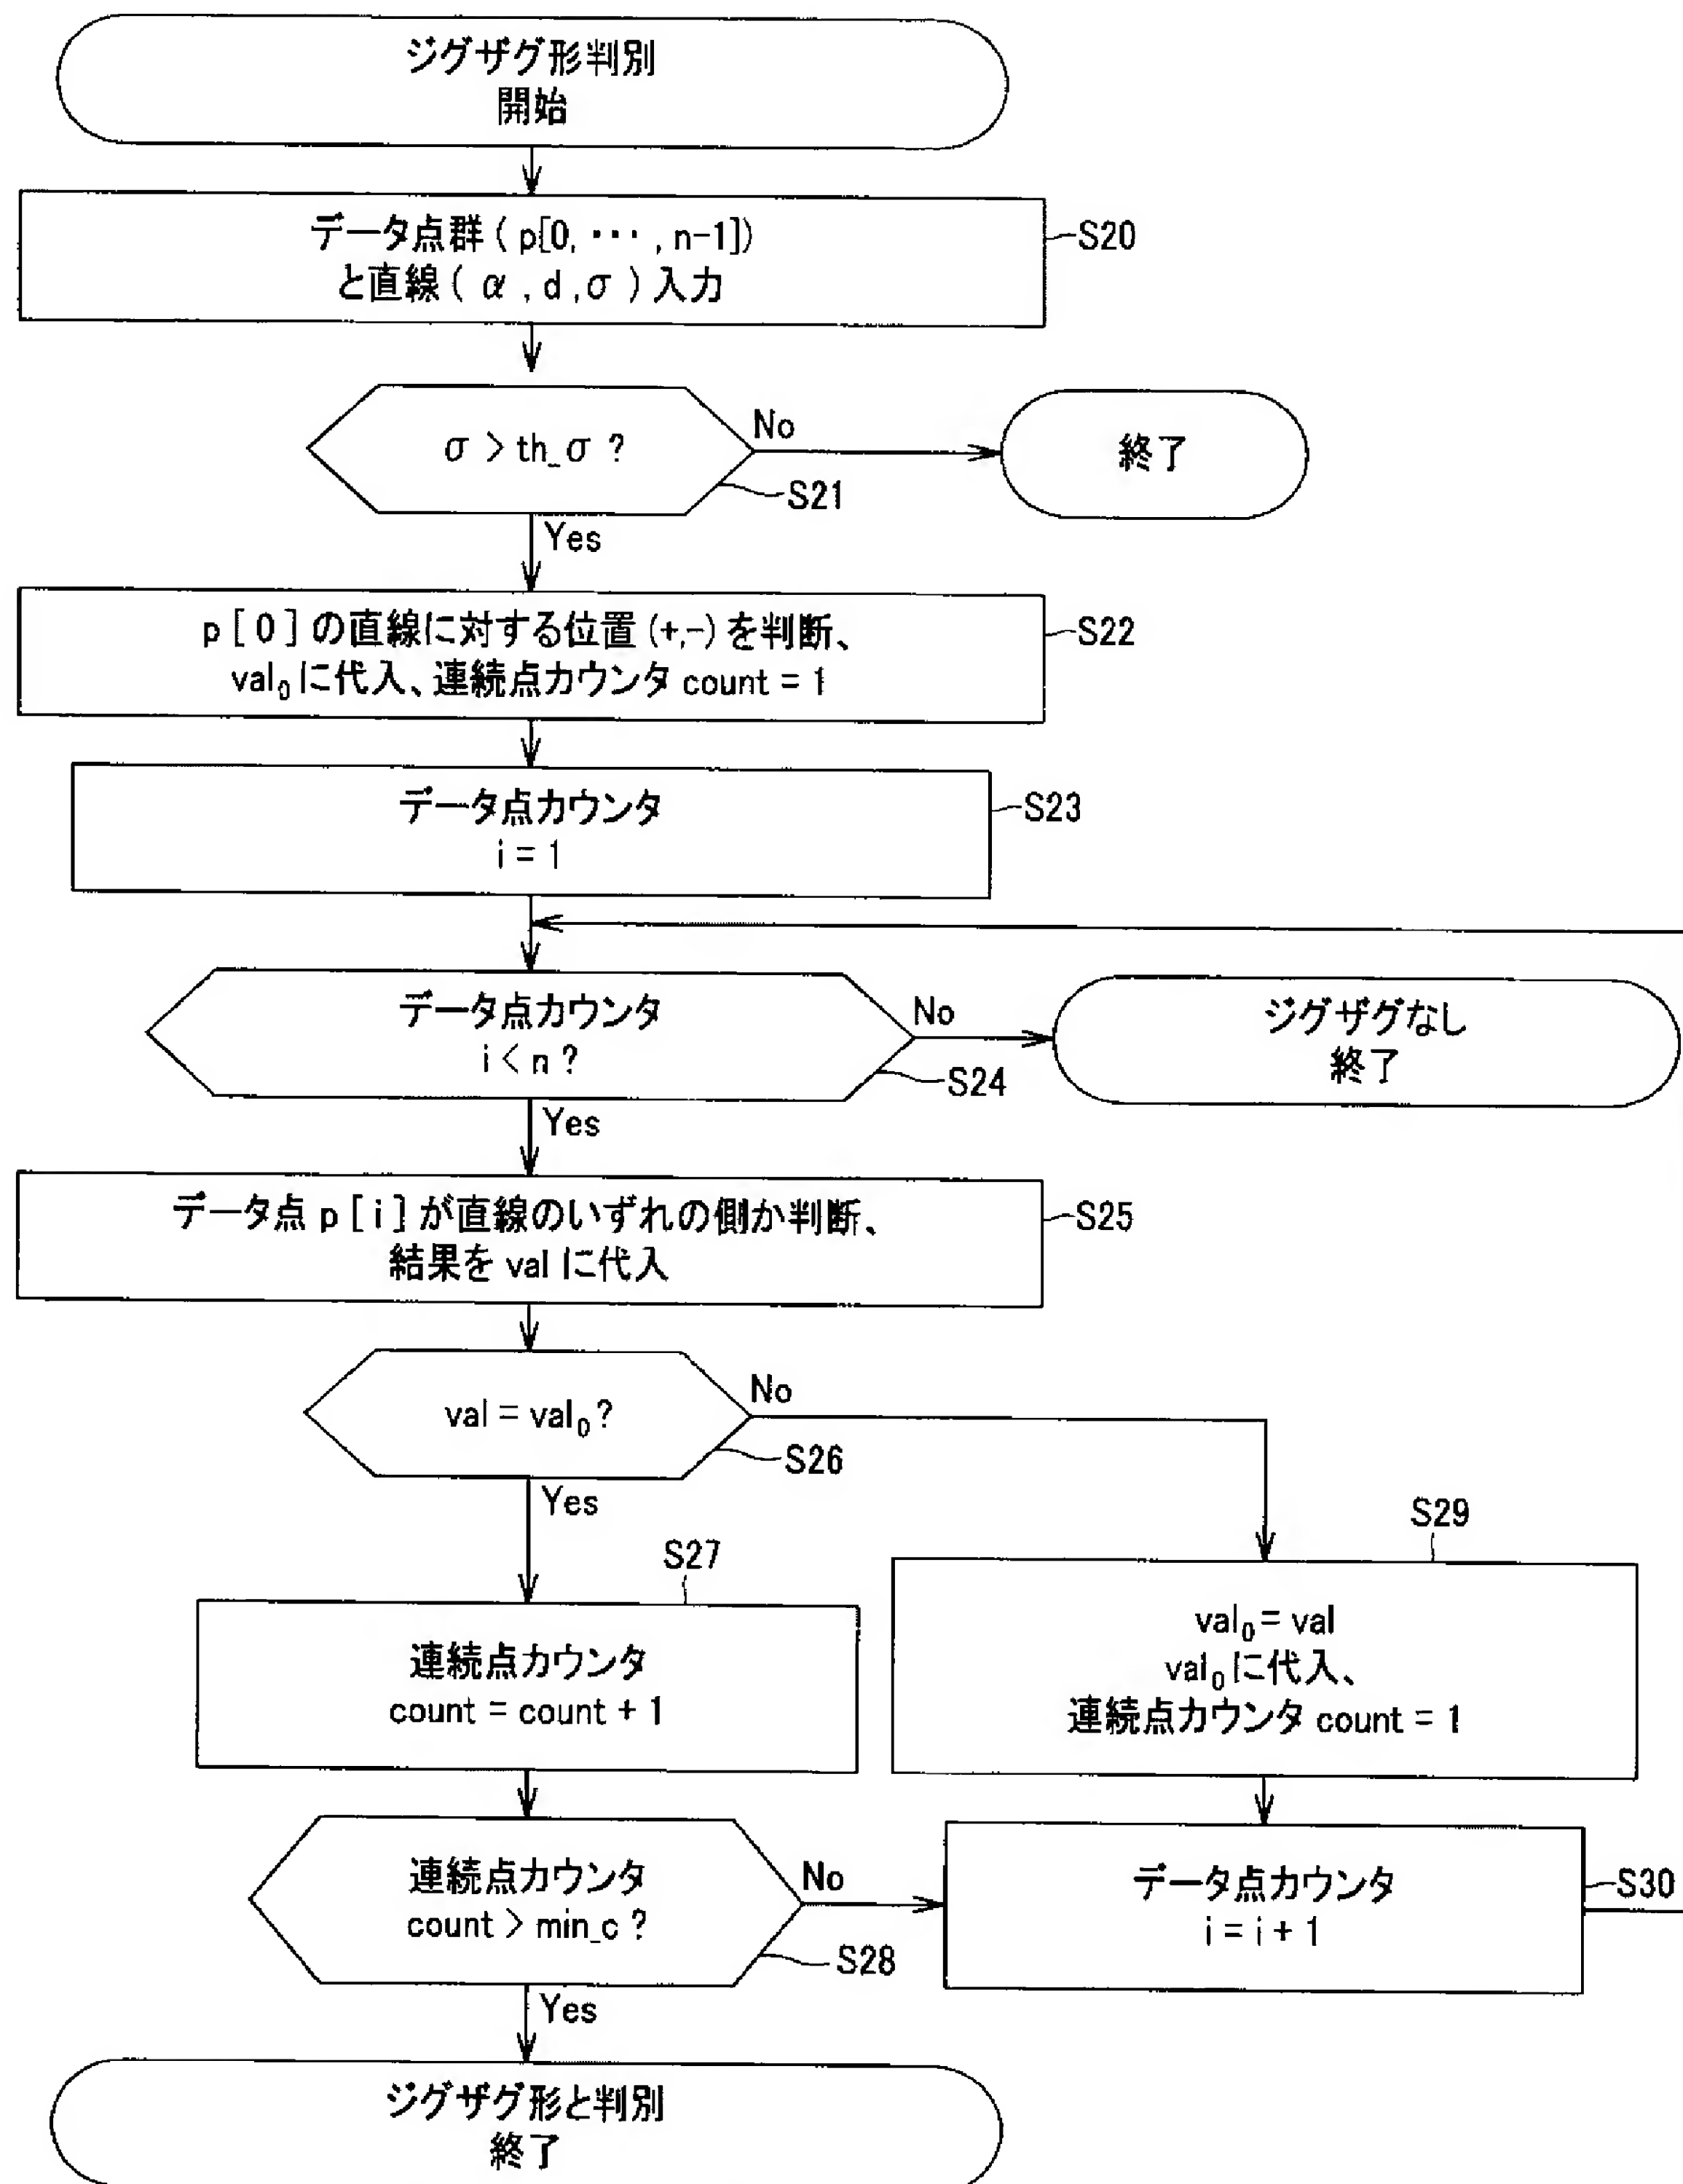 ジグザグ形判別
開始
データ点群 ( p[0, ･･･ , n-1])
と直線 ( α , d ,σ ) 入力
S20
σ > th_σ ?
No
終了
S21
Yes
p [ 0 ] の直線に対する位置 (+,-) を判断、
val₀ に代入、連続点カウンタ count = 1
S22
データ点カウンタ
i = 1
S23
データ点カウンタ
i < n ?
No
ジグザグなし
終了
S24
Yes
データ点 p [ i ] が直線のいずれの側か判断、
結果を val に代入
S25
val = val₀ ?
No
S26
Yes
S29
S27
連続点カウンタ
count = count + 1
val₀ = val
val₀ に代入、
連続点カウンタ count = 1
連続点カウンタ
count > min_c ?
No
データ点カウンタ
i = i + 1
S30
S28
Yes
ジグザグ形と判別
終了